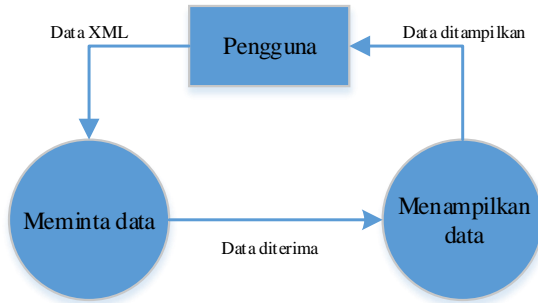 Data XML
Pengguna
Data ditampilkan
Meminta data
Menampilkan
data
Data diterima